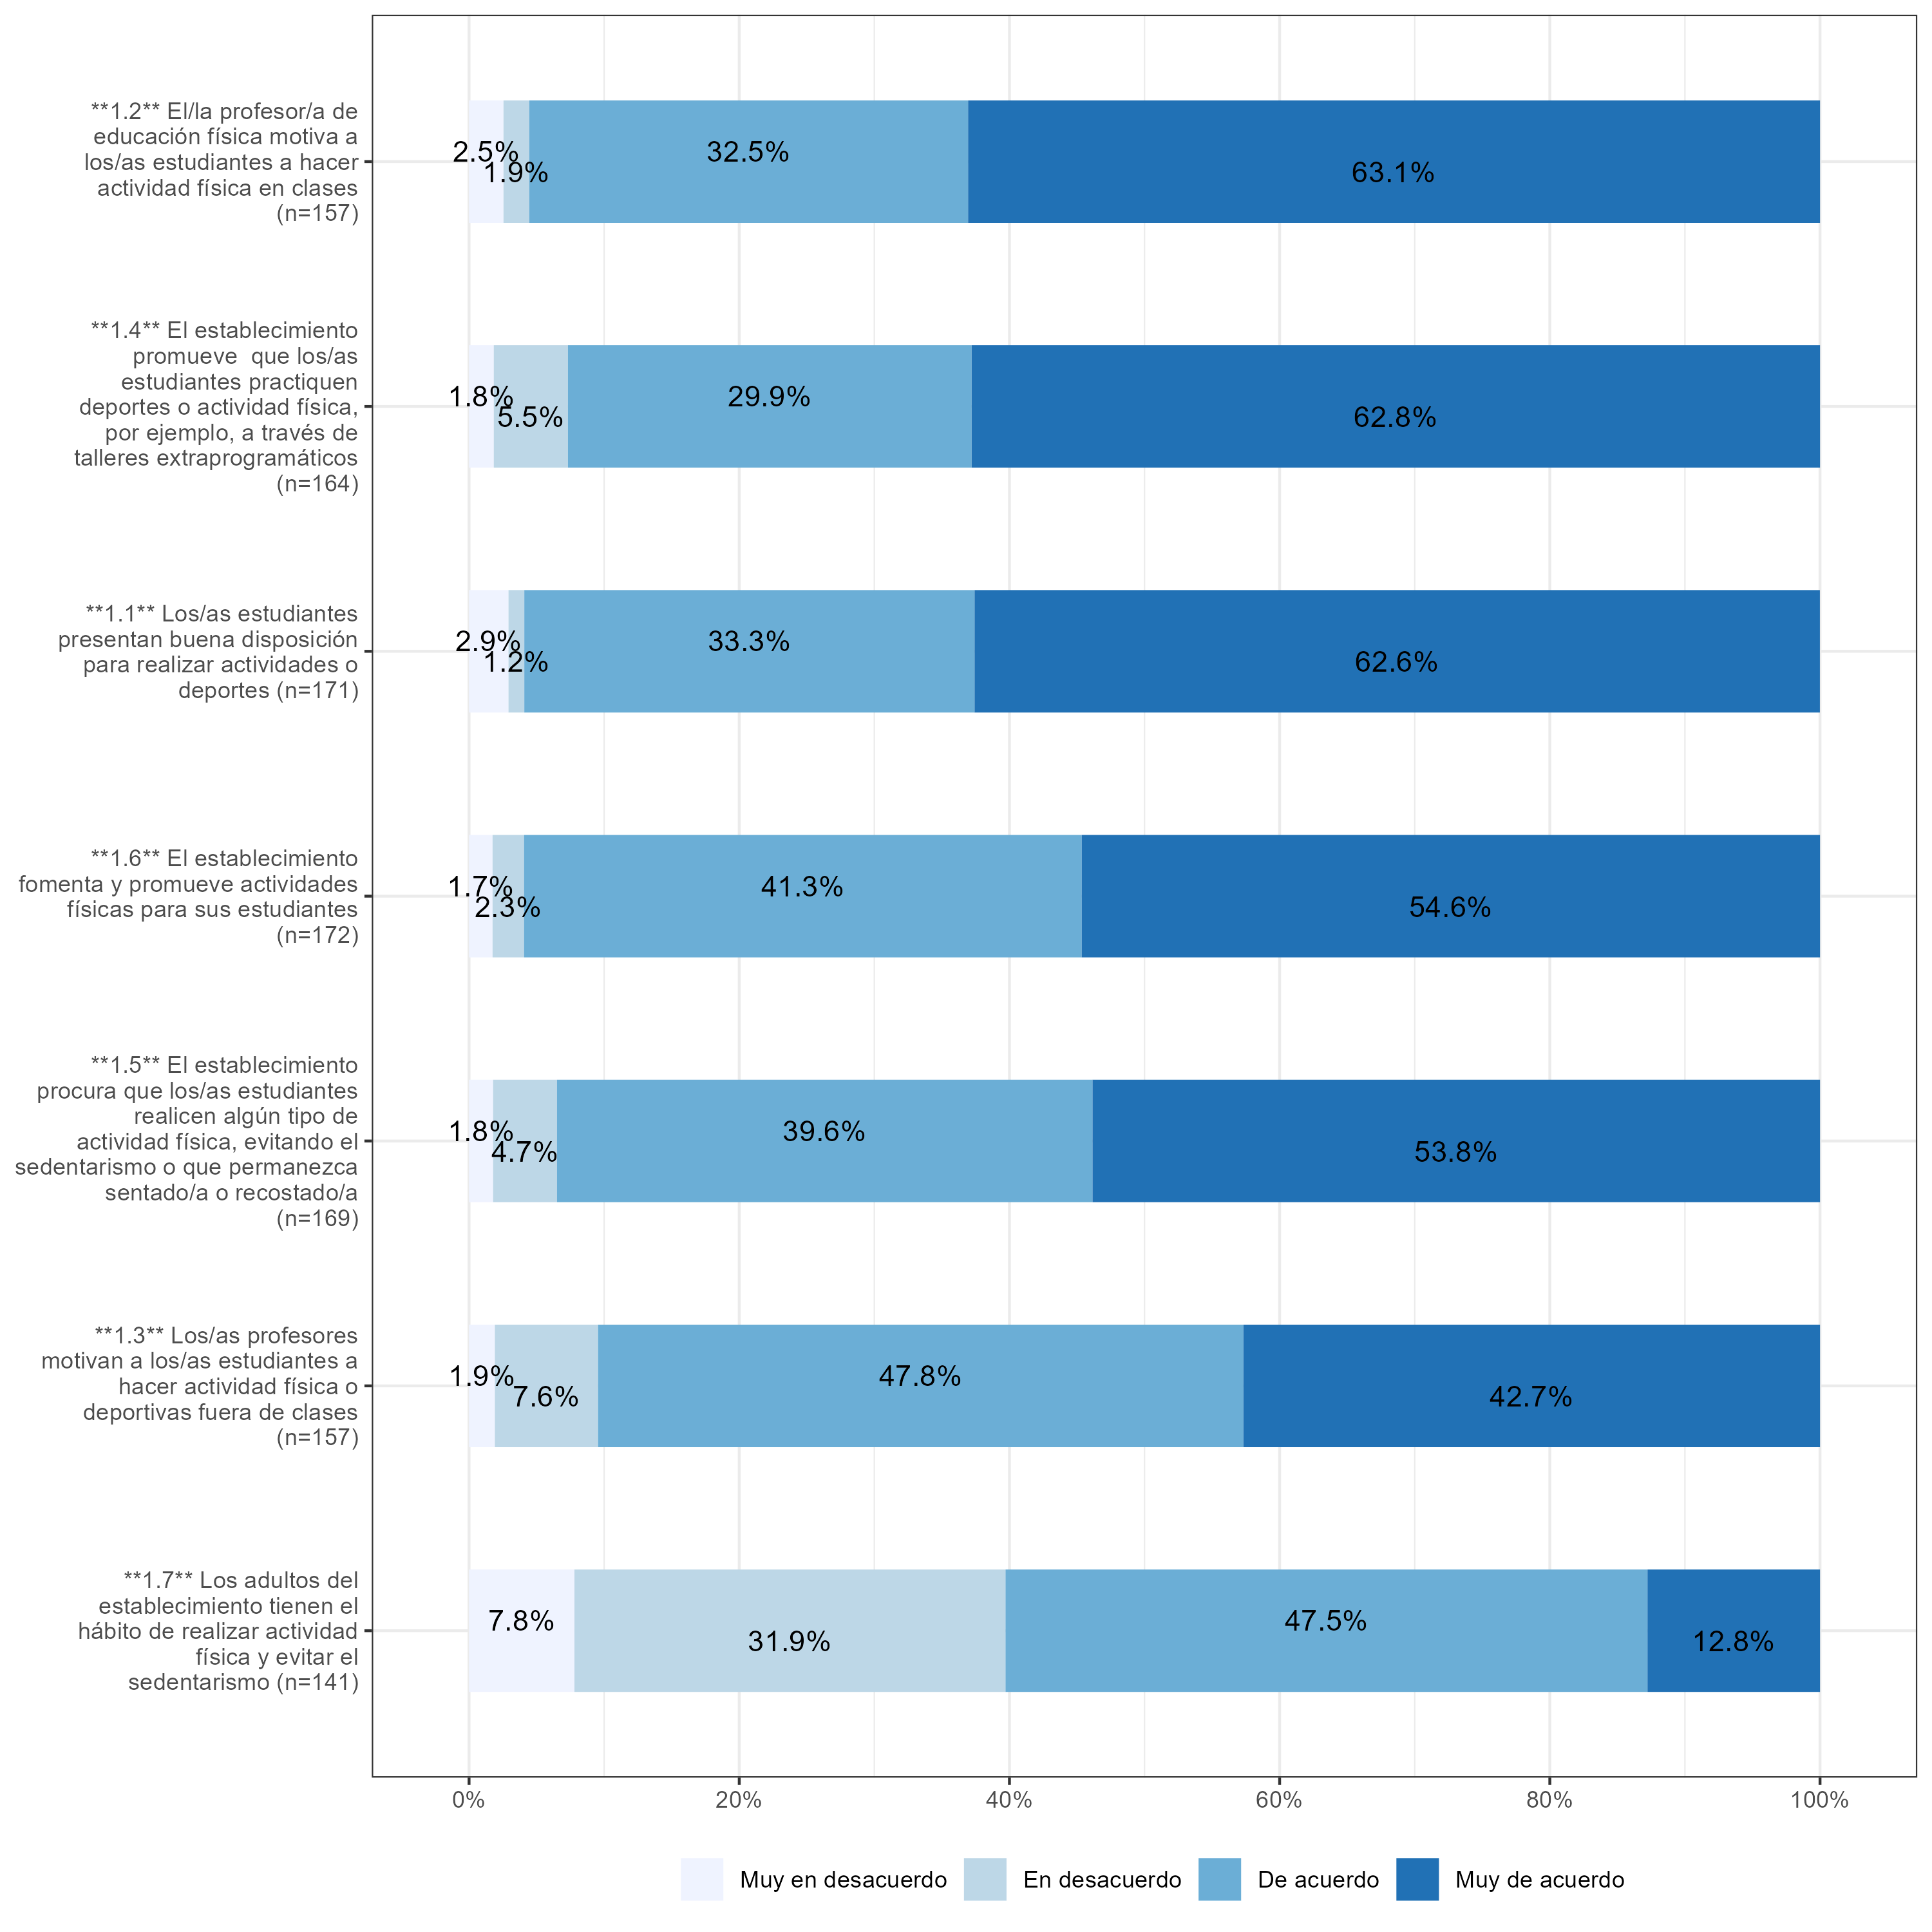 **1.2** El/la profesor/a de
educación física motiva a
los/as estudiantes a hacer
actividad física en clases
(n=157)
2.5%
1.9%
32.5%
63.1%
**1.4** El establecimiento
promueve  que los/as
estudiantes practiquen
deportes o actividad física,
por ejemplo, a través de
talleres extraprogramáticos
(n=164)
1.8%
5.5%
29.9%
62.8%
**1.1** Los/as estudiantes
presentan buena disposición
para realizar actividades o
deportes (n=171)
2.9%
1.2%
33.3%
62.6%
**1.6** El establecimiento
fomenta y promueve actividades
físicas para sus estudiantes
(n=172)
1.7%
2.3%
41.3%
54.6%
**1.5** El establecimiento
procura que los/as estudiantes
realicen algún tipo de
actividad física, evitando el
sedentarismo o que permanezca
sentado/a o recostado/a
(n=169)
1.8%
4.7%
39.6%
53.8%
**1.3** Los/as profesores
motivan a los/as estudiantes a
hacer actividad física o
deportivas fuera de clases
(n=157)
1.9%
7.6%
47.8%
42.7%
**1.7** Los adultos del
establecimiento tienen el
hábito de realizar actividad
física y evitar el
sedentarismo (n=141)
7.8%
31.9%
47.5%
12.8%
0% 20% 40% 60% 80% 100%
Muy en desacuerdo En desacuerdo De acuerdo Muy de acuerdo